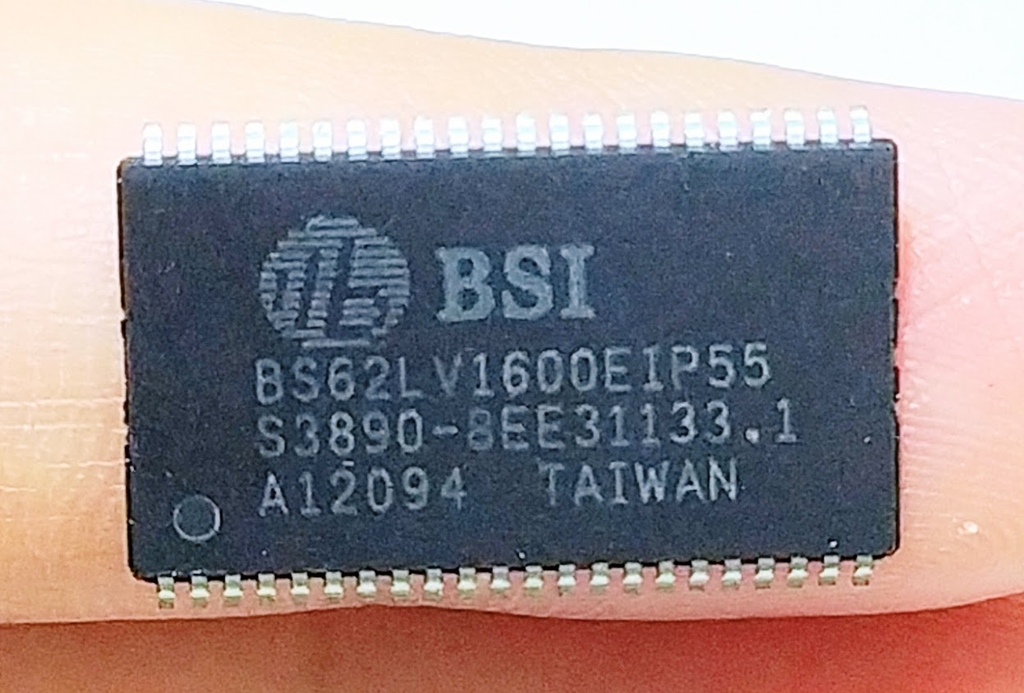 BSI
BS62LV1600EIP55
S3890-8EE31133.1
A12094 TAIWAN